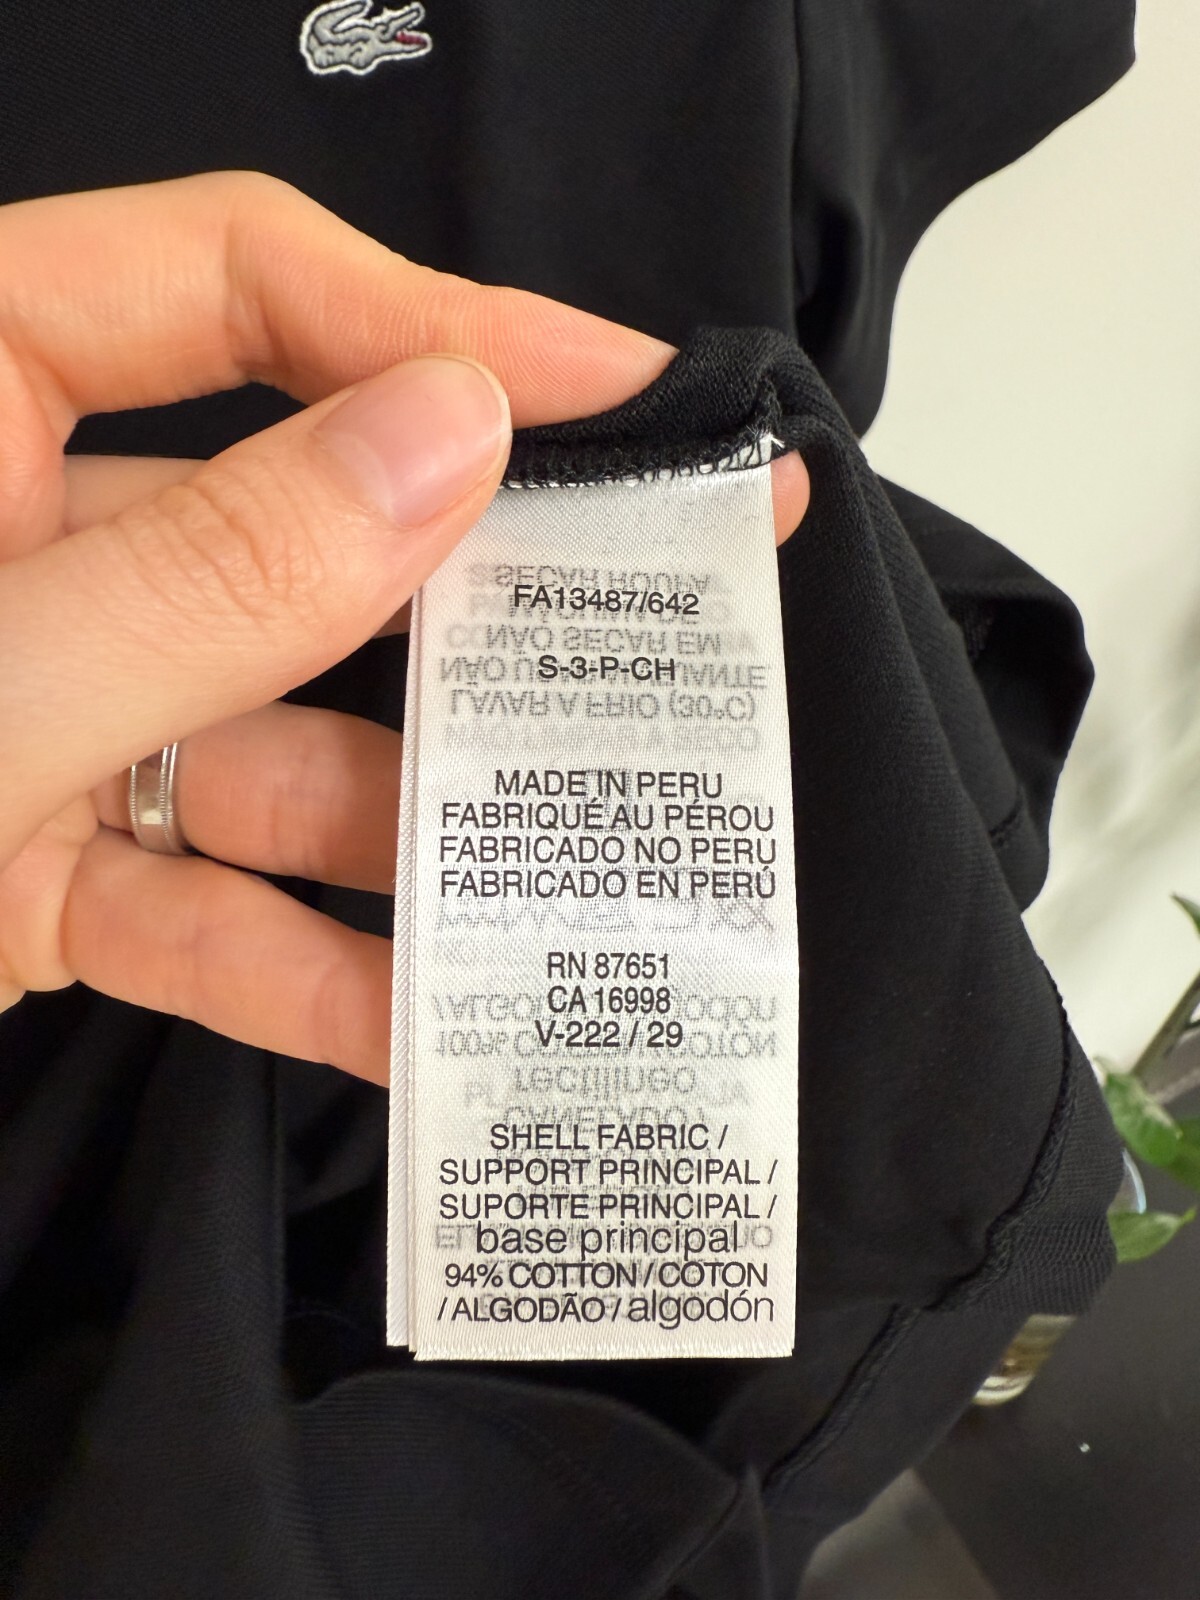 FA13487/642
S-3-P-CH
MADE IN PERU
FABRIQUÉ AU PÉROU
FABRICADO NO PERU
FABRICADO EN PERÚ
RN 87651
CA 16998
V-222 / 29
SHELL FABRIC /
SUPPORT PRINCIPAL /
SUPORTE PRINCIPAL /
base principal
94% COTTON / COTON
/ ALGODÃO / algodón